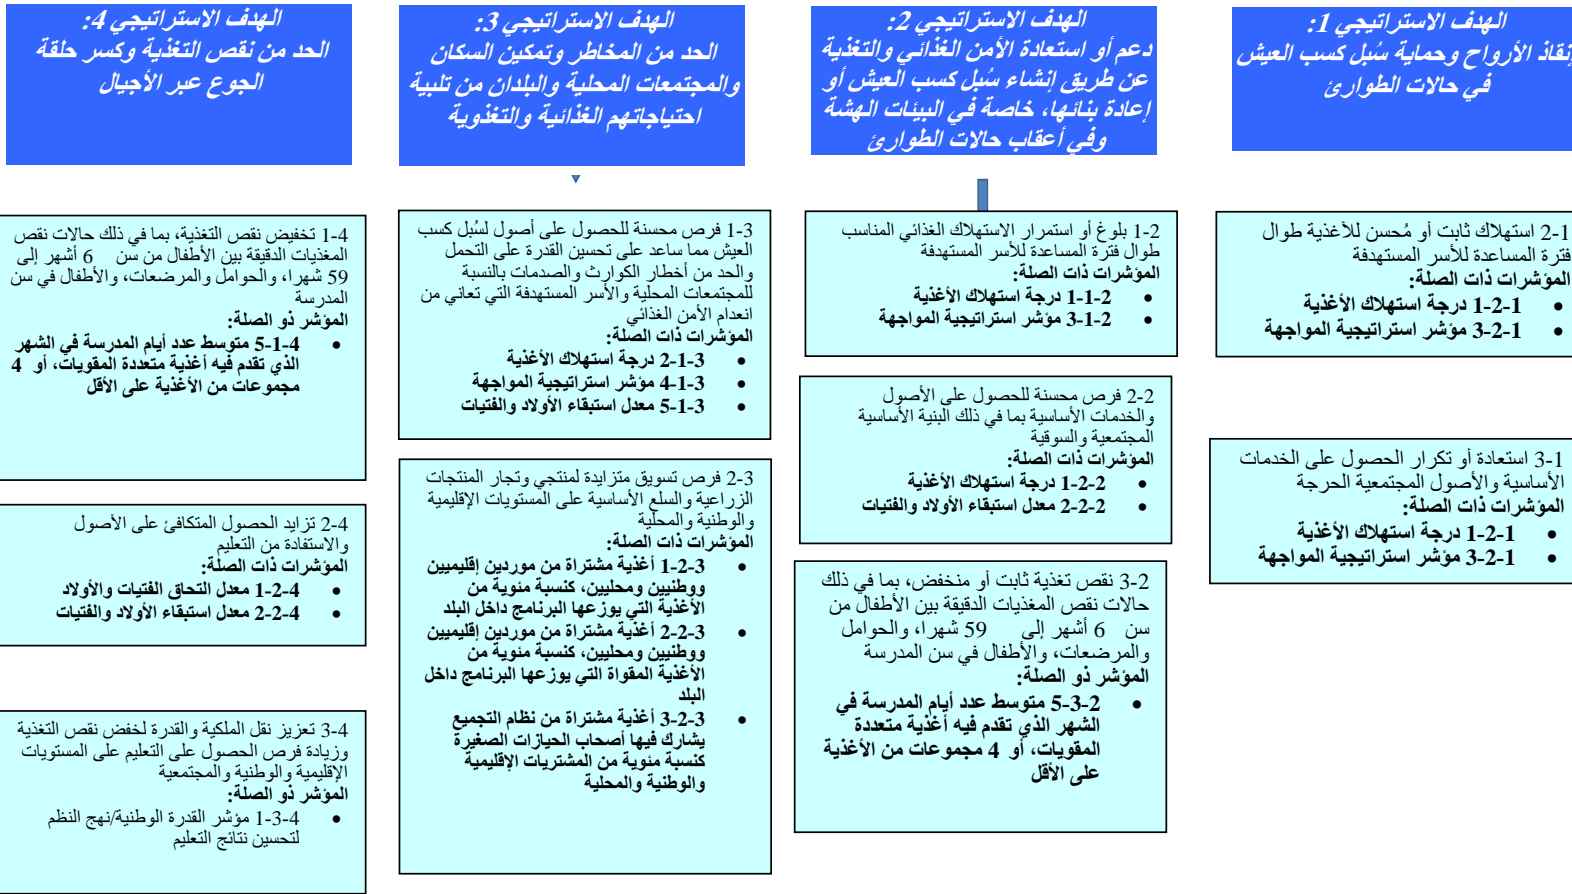 الهدف الاستراتيجي 1:
إنقاذ الأرواح وحماية سُبل كسب العيش
في حالات الطوارئ
2-1 استهلاك ثابت أو مُحسن للأغذية طوال
فترة المساعدة للأسر المستهدفة
المؤشرات ذات الصلة:
• 1-2-1 درجة استهلاك الأغذية
• 3-2-1 مؤشر استراتيجية المواجهة
3-1 استعادة أو تكرار الحصول على الخدمات
الأساسية والأصول المجتمعية الحرجة
المؤشرات ذات الصلة:
• 1-2-1 درجة استهلاك الأغذية
• 3-2-1 مؤشر استراتيجية المواجهة
الهدف الاستراتيجي 2:
دعم أو استعادة الأمن الغذائي والتغذية
عن طريق إنشاء سُبل كسب العيش أو
إعادة بنائها، خاصة في البيئات الهشة
وفي أعقاب حالات الطوارئ
1-2 بلوغ أو استمرار الاستهلاك الغذائي المناسب
طوال فترة المساعدة للأسر المستهدفة
المؤشرات ذات الصلة:
• 1-1-2 درجة استهلاك الأغذية
• 3-1-2 مؤشر استراتيجية المواجهة
2-2 فرص محسنة للحصول على الأصول
والخدمات الأساسية بما في ذلك البنية الأساسية
المجتمعية والسوقية
المؤشرات ذات الصلة:
• 1-2-2 درجة استهلاك الأغذية
• 2-2-2 معدل استبقاء الأولاد والفتيات
3-2 نقص تغذية ثابت أو منخفض، بما في ذلك
حالات نقص المغذيات الدقيقة بين الأطفال من
سن 6 أشهر إلى 59 شهرا، والحوامل
والمرضعات، والأطفال في سن المدرسة
المؤشر ذو الصلة:
• 5-3-2 متوسط عدد أيام المدرسة في
الشهر الذي تقدم فيه أغذية متعددة
المقويات، أو 4 مجموعات من الأغذية
على الأقل
الهدف الاستراتيجي 3:
الحد من المخاطر وتمكين السكان
والمجتمعات المحلية والبلدان من تلبية
احتياجاتهم الغذائية والتغذوية
1-3 فرص محسنة للحصول على أصول لسُبل كسب
العيش مما ساعد على تحسين القدرة على التحمل
والحد من أخطار الكوارث والصدمات بالنسبة
للمجتمعات المحلية والأسر المستهدفة التي تعاني من
انعدام الأمن الغذائي
المؤشرات ذات الصلة:
• 2-1-3 درجة استهلاك الأغذية
• 4-1-3 مؤشر استراتيجية المواجهة
• 5-1-3 معدل استبقاء الأولاد والفتيات
2-3 فرص تسويق متزايدة لمنتجي وتجار المنتجات
الزراعية والسلع الأساسية على المستويات الإقليمية
والوطنية والمحلية
المؤشرات ذات الصلة:
• 1-2-3 أغذية مشتراة من موردين إقليميين
ووطنيين ومحليين، كنسبة مئوية من
الأغذية التي يوزعها البرنامج داخل البلد
• 2-2-3 أغذية مشتراة من موردين إقليميين
ووطنيين ومحليين، كنسبة مئوية من
الأغذية المقواة التي يوزعها البرنامج داخل
البلد
• 3-2-3 أغذية مشتراة من نظام التجميع
يشارك فيها أصحاب الحيازات الصغيرة
كنسبة مئوية من المشتريات الإقليمية
والوطنية والمحلية
الهدف الاستراتيجي 4:
الحد من نقص التغذية وكسر حلقة
الجوع عبر الأجيال
1-4 تخفيض نقص التغذية، بما في ذلك حالات نقص
المغذيات الدقيقة بين الأطفال من سن 6 أشهر إلى
59 شهرا، والحوامل والمرضعات، والأطفال في سن
المدرسة
المؤشر ذو الصلة:
• 5-1-4 متوسط عدد أيام المدرسة في الشهر
الذي تقدم فيه أغذية متعددة المقويات، أو 4
مجموعات من الأغذية على الأقل
2-4 تزايد الحصول المتكافئ على الأصول
والاستفادة من التعليم
المؤشرات ذات الصلة:
• 1-2-4 معدل التحاق الفتيات والأولاد
• 2-2-4 معدل استبقاء الأولاد والفتيات
3-4 تعزيز نقل الملكية والقدرة لخفض نقص التغذية
وزيادة فرص الحصول على التعليم على المستويات
الإقليمية والوطنية والمجتمعية
المؤشر ذو الصلة:
• 1-3-4 مؤشر القدرة الوطنية/نهج النظم
لتحسين نتائج التعليم